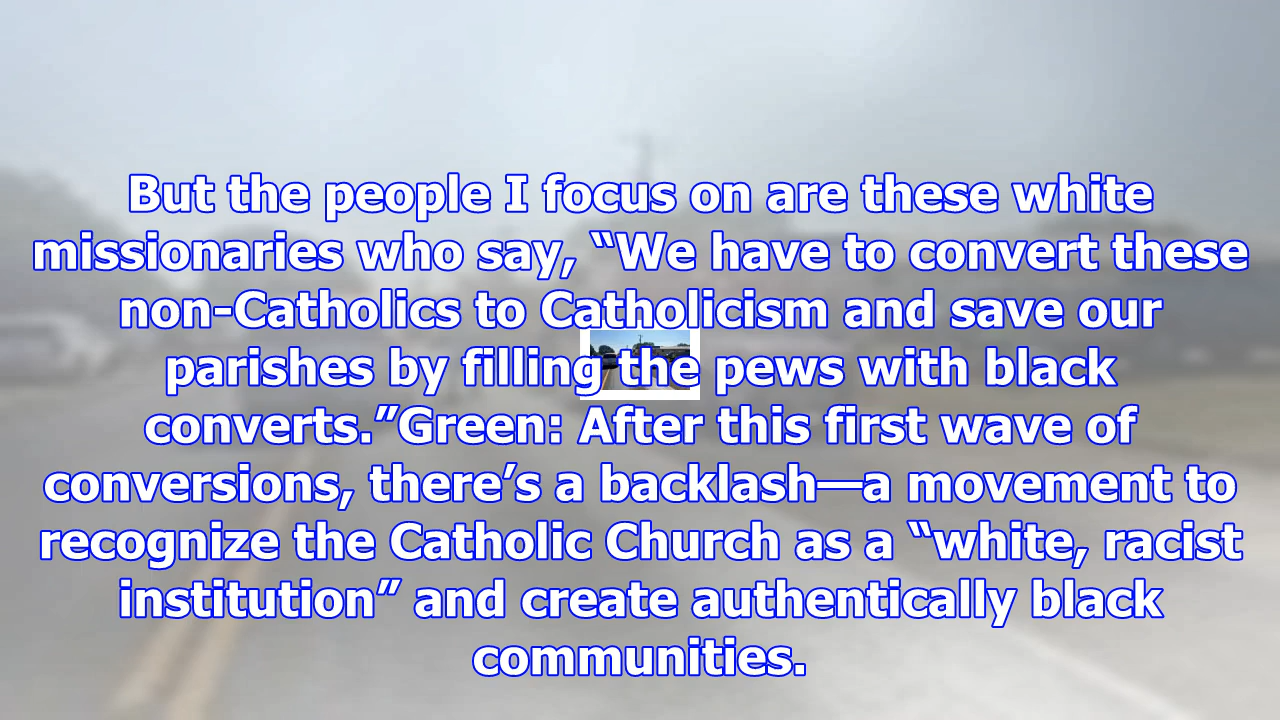 But the people I focus on are these white
missionaries who say, “We have to convert these
non-Catholics to Catholicism and save our
parishes by filling the pews with black
converts.”Green: After this first wave of
conversions, there’s a backlash—a movement to
recognize the Catholic Church as a “white, racist
institution” and create authentically black
communities.